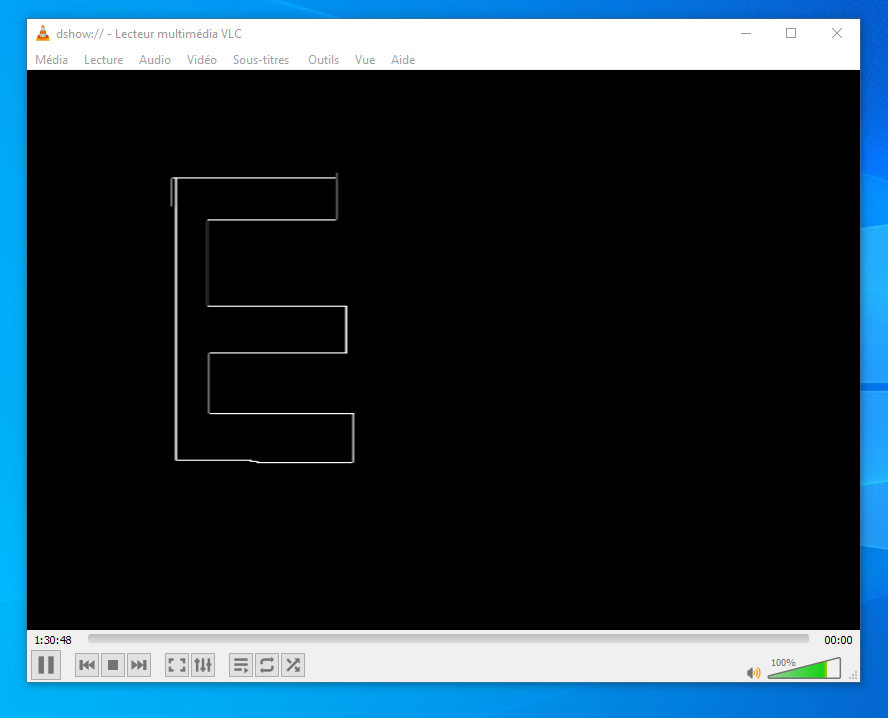 dshow:// - Lecteur multimédia VLC
Média Lecture Audio Vidéo Sous-titres Outils Vue Aide
E
1:30:48 00:00
100%